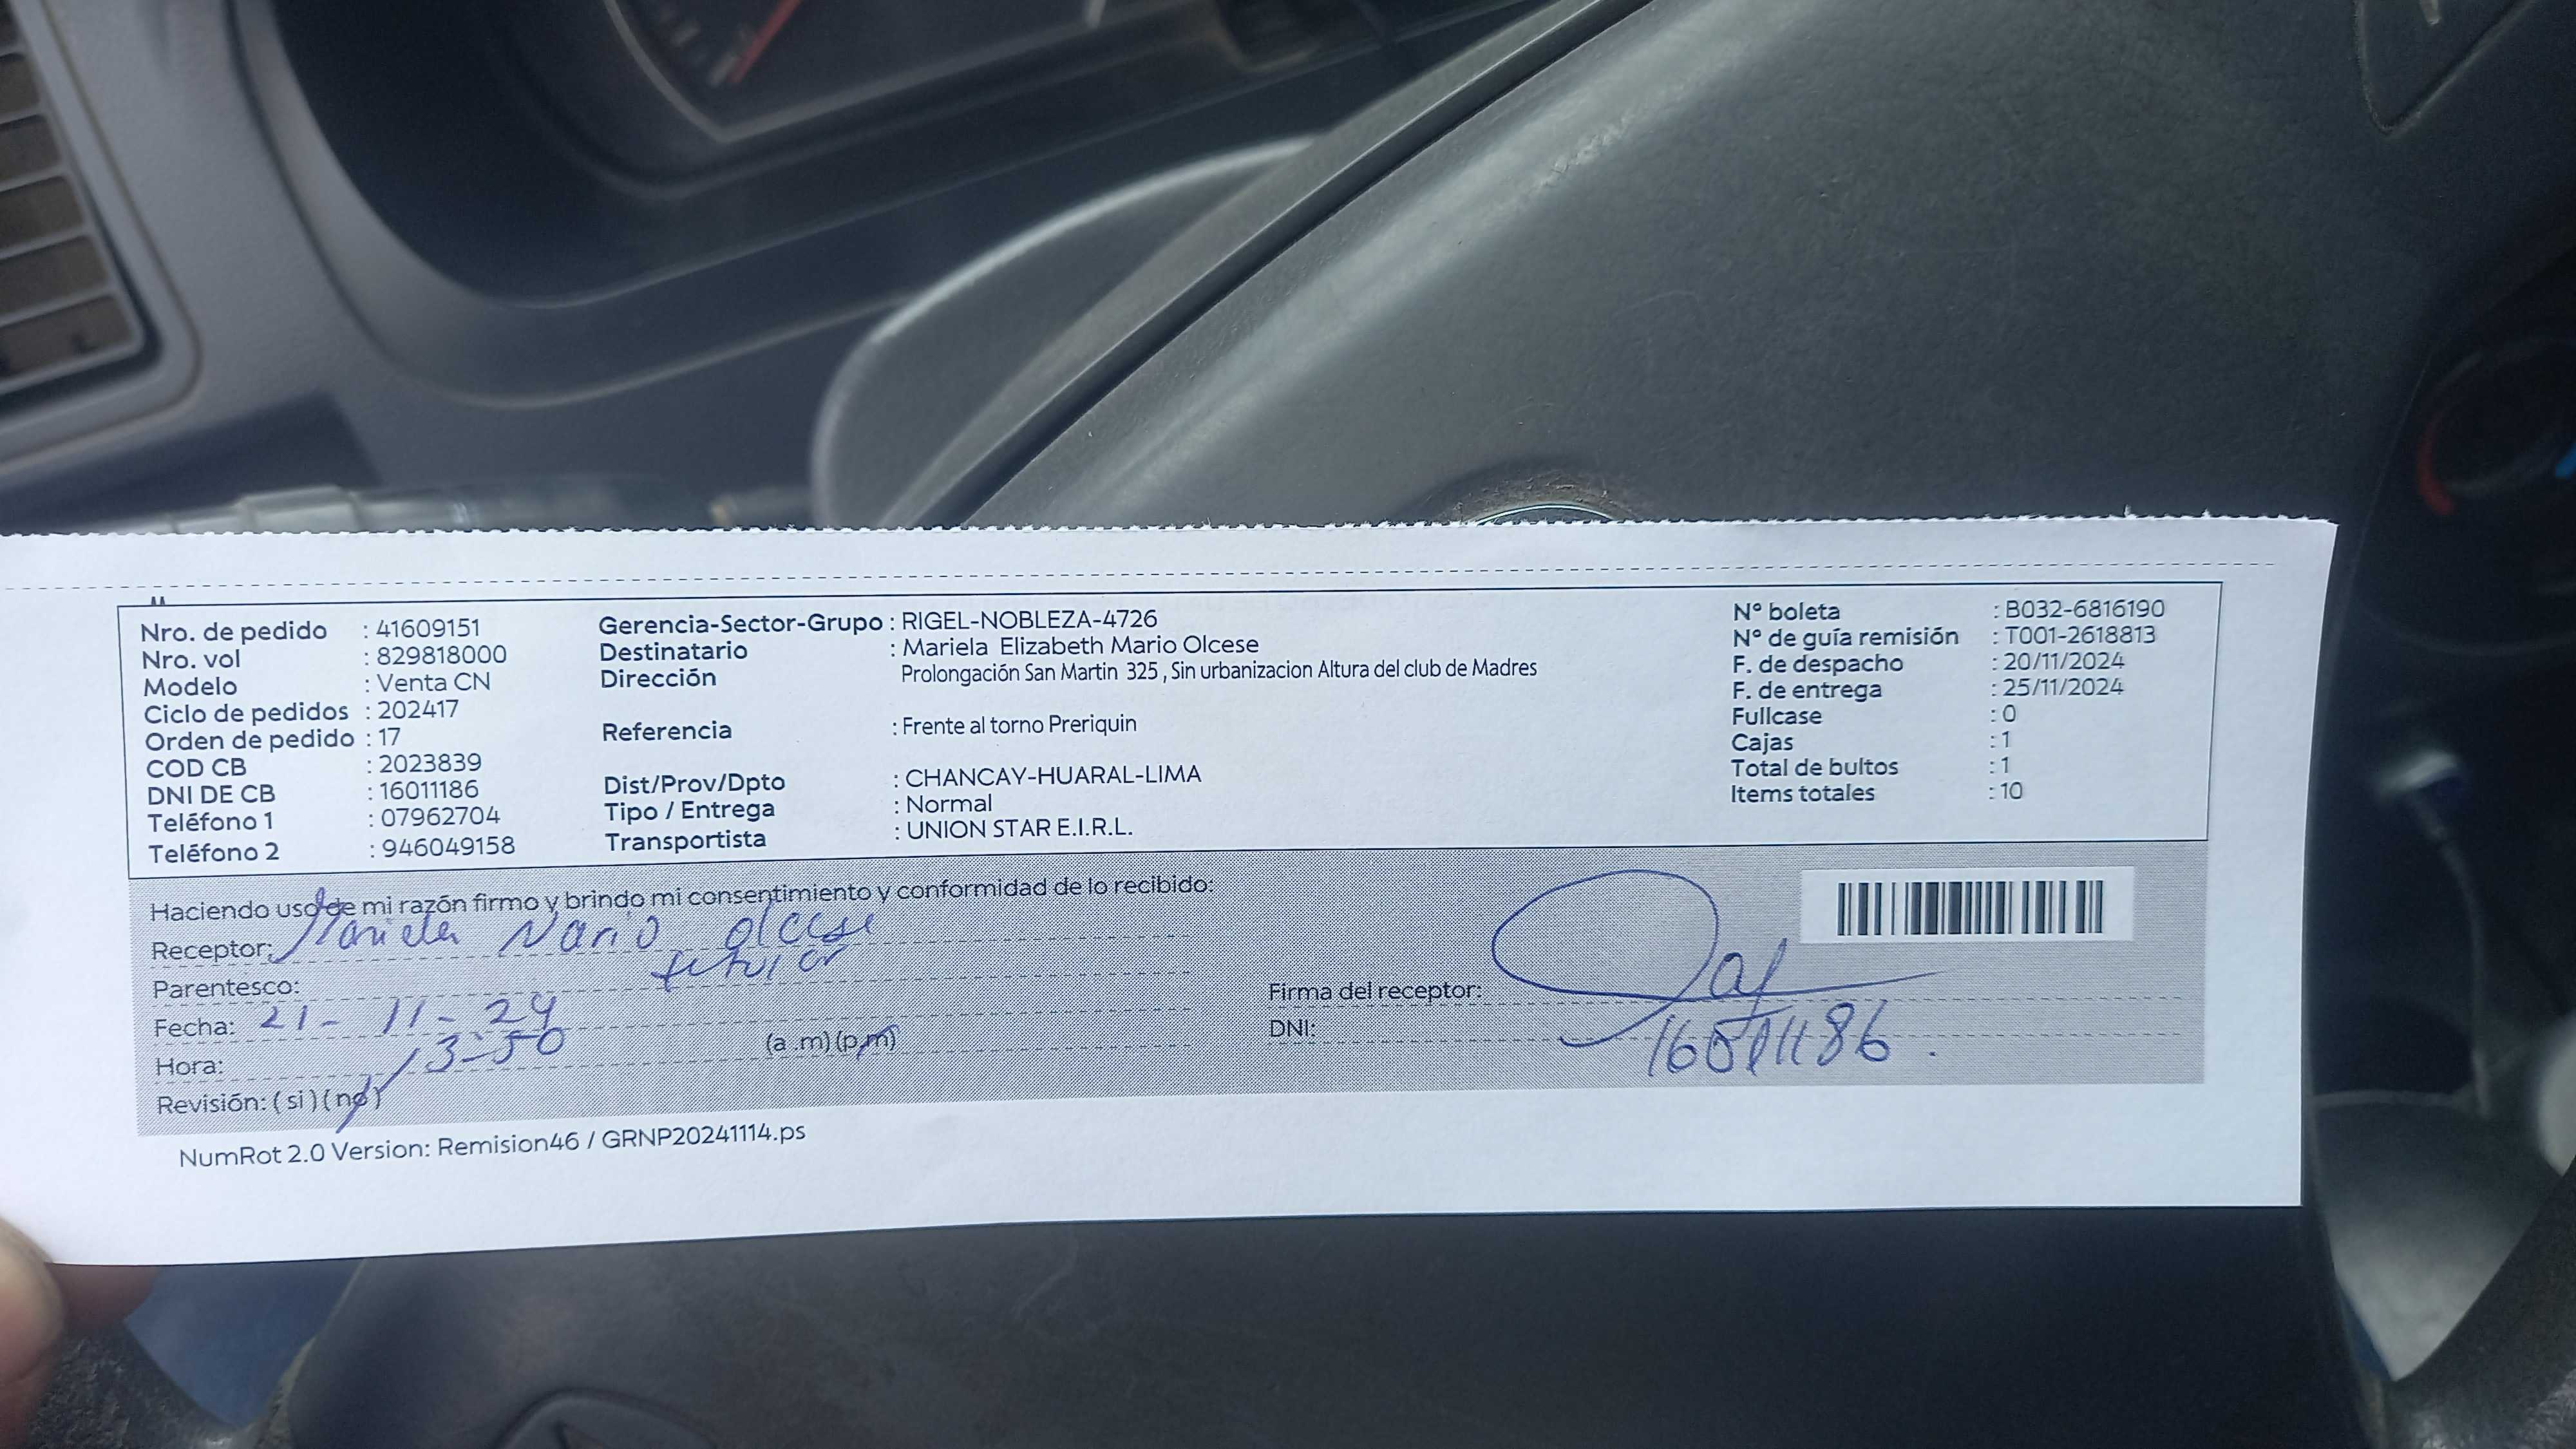 Nro. de pedido : 41609151
Nro. vol : 829818000
Modelo : Venta CN
Ciclo de pedidos : 202417
Orden de pedido : 17
COD CB : 2023839
DNI DE CB : 16011186
Teléfono 1 : 07962704
Teléfono 2 : 946049158
Gerencia-Sector-Grupo : RIGEL-NOBLEZA-4726
Destinatario : Mariela Elizabeth Mario Olcese
Dirección Prolongación San Martin 325 , Sin urbanizacion Altura del club de Madres
Referencia : Frente al torno Preriquin
Dist/Prov/Dpto : CHANCAY-HUARAL-LIMA
Tipo / Entrega : Normal
Transportista : UNION STAR E.I.R.L.
Nº boleta : B032-6816190
Nº de guía remisión : T001-2618813
F. de despacho : 20/11/2024
F. de entrega : 25/11/2024
Fullcase : 0
Cajas : 1
Total de bultos : 1
Items totales : 10
Haciendo uso de mi razón firmo y brindo mi consentimiento y conformidad de lo recibido:
Receptor: Mariela Nario olcese
titular
Parentesco:
Fecha: 21-11-24
Hora: 13:50 (a .m) (p.m)
Revisión: ( si ) ( no )
Firma del receptor:
DNI: 16011186
NumRot 2.0 Version: Remision46 / GRNP20241114.ps